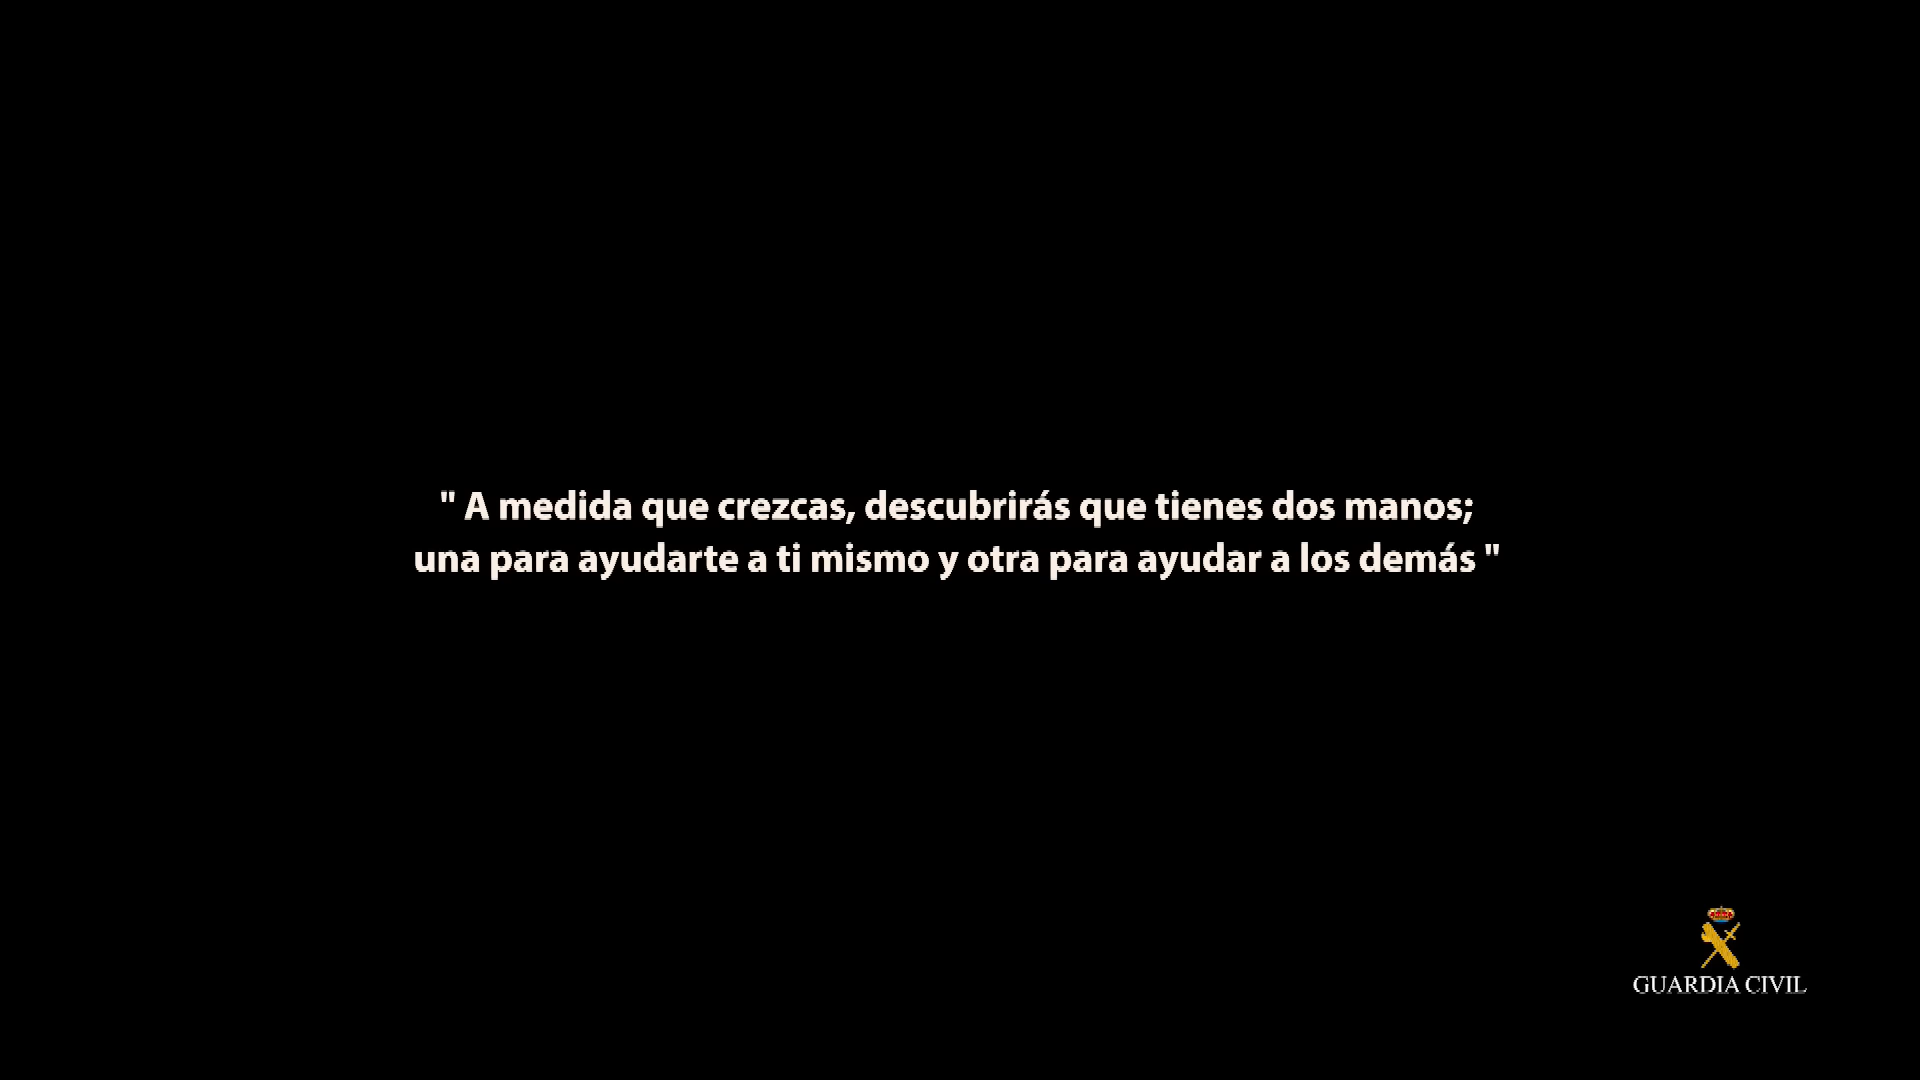 " A medida que crezcas, descubrirás que tienes dos manos;
una para ayudarte a ti mismo y otra para ayudar a los demás "
GUARDIA CIVIL